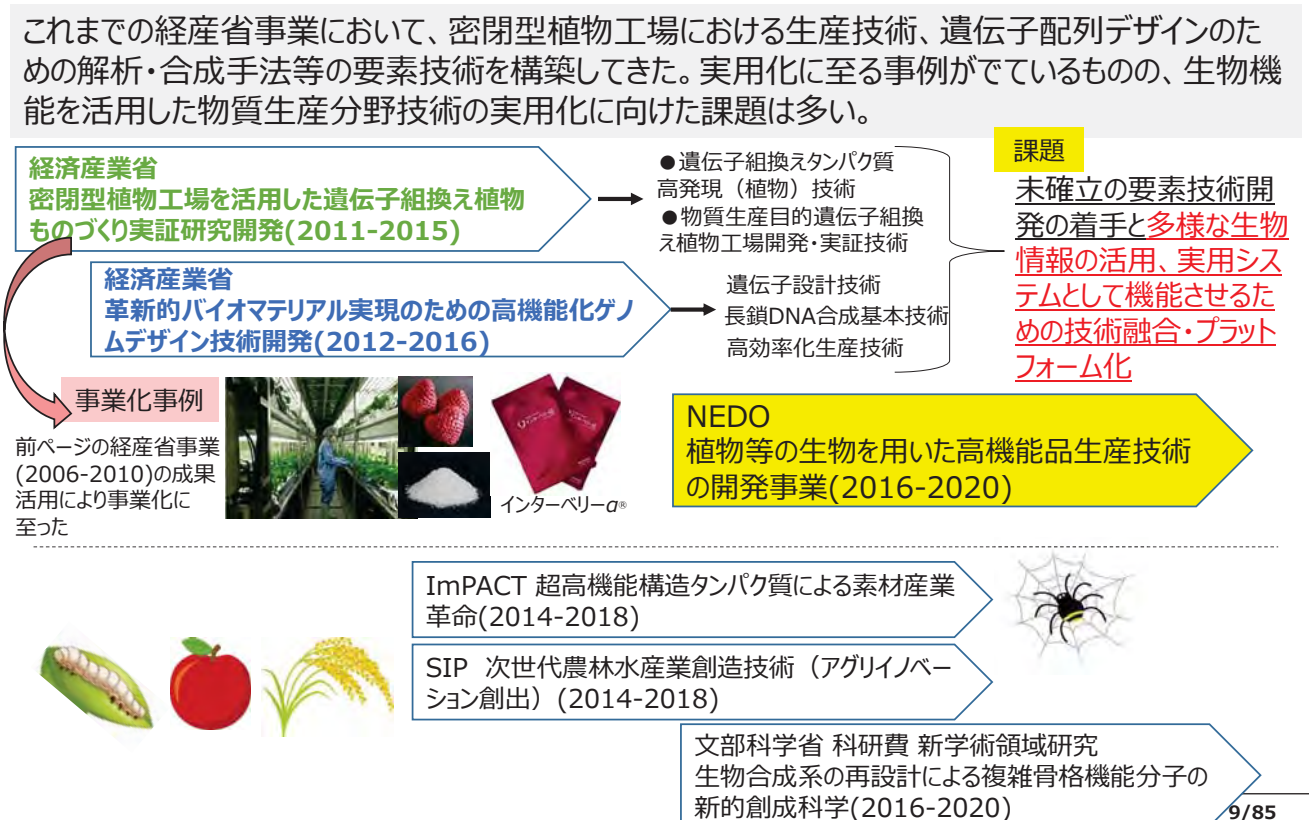 これまでの経産省事業において、密閉型植物工場における生産技術、遺伝子配列デザインのた
めの解析・合成手法等の要素技術を構築してきた。実用化に至る事例がでているものの、生物機
能を活用した物質生産分野技術の実用化に向けた課題は多い。
経済産業省
密閉型植物工場を活用した遺伝子組換え植物
ものづくり実証研究開発(2011-2015)
●遺伝子組換えタンパク質
高発現（植物）技術
●物質生産目的遺伝子組換
え植物工場開発・実証技術
経済産業省
革新的バイオマテリアル実現のための高機能化ゲノ
ムデザイン技術開発(2012-2016)
遺伝子設計技術
長鎖DNA合成基本技術
高効率化生産技術
課題
未確立の要素技術開
発の着手と多様な生物
情報の活用、実用シス
テムとして機能させるた
めの技術融合・プラット
フォーム化
事業化事例
前ページの経産省事業
(2006-2010)の成果
活用により事業化に
至った
インターベリーα®
NEDO
植物等の生物を用いた高機能品生産技術
の開発事業(2016-2020)
ImPACT 超高機能構造タンパク質による素材産業
革命(2014-2018)
SIP 次世代農林水産業創造技術（アグリイノベー
ション創出）(2014-2018)
文部科学省 科研費 新学術領域研究
生物合成系の再設計による複雑骨格機能分子の
新的創成科学(2016-2020)
9/85